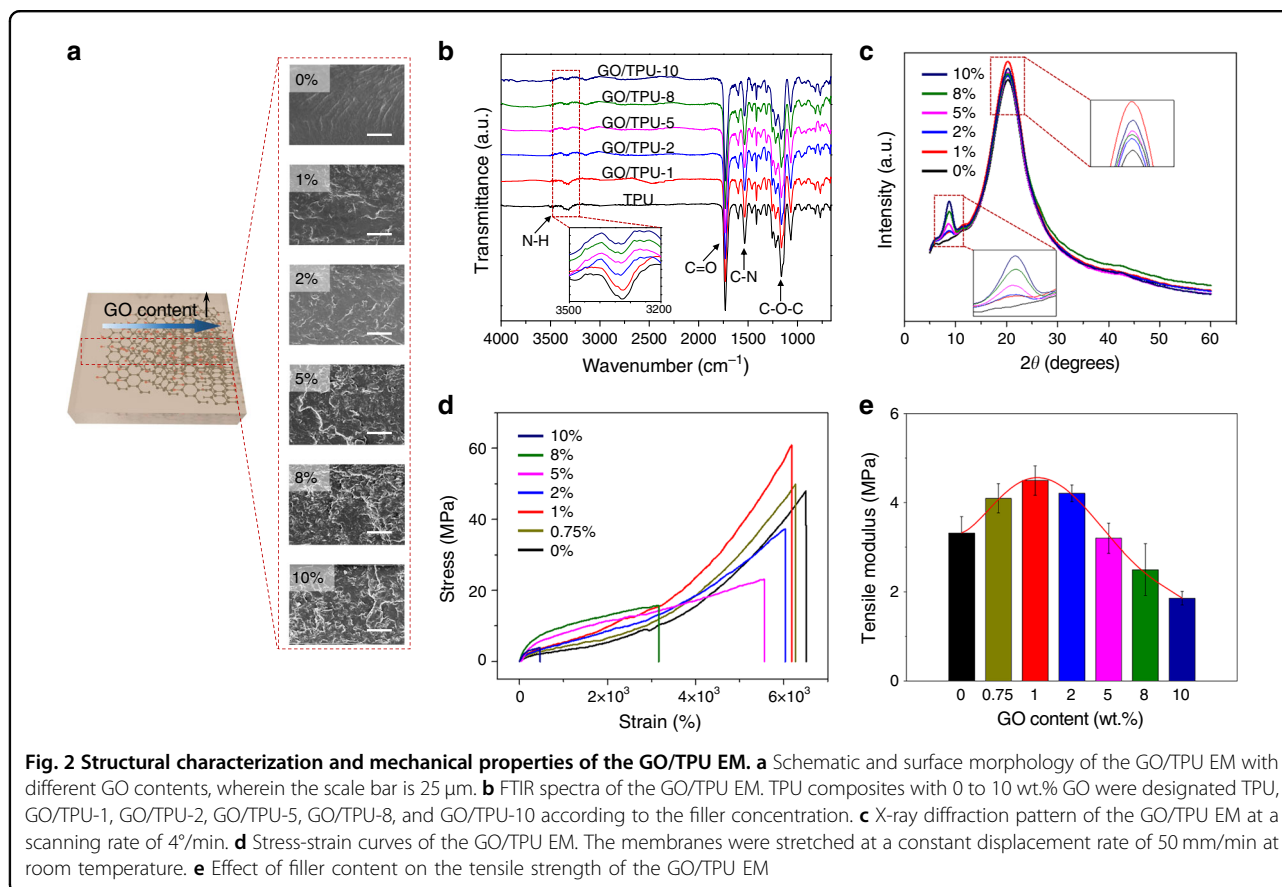 a
0%
1%
2%
5%
8%
10%
GO content
b
GO/TPU-10
GO/TPU-8
GO/TPU-5
GO/TPU-2
GO/TPU-1
TPU
N-H
C=O
C-N
C-O-C
3500 3200
4000 3500 3000 2500 2000 1500 1000
Wavenumber (cm⁻¹)
Transmittance (a.u.)
c
10%
8%
5%
2%
1%
0%
Intensity (a.u.)
0 10 20 30 40 50 60
2θ (degrees)
d
10%
8%
5%
2%
1%
0.75%
0%
Stress (MPa)
60
40
20
0
0 2×10³ 4×10³ 6×10³
Strain (%)
e
Tensile modulus (MPa)
6
4
2
0
0 0.75 1 2 5 8 10
GO content (wt.%)
Fig. 2 Structural characterization and mechanical properties of the GO/TPU EM. a Schematic and surface morphology of the GO/TPU EM with
different GO contents, wherein the scale bar is 25 μm. b FTIR spectra of the GO/TPU EM. TPU composites with 0 to 10 wt.% GO were designated TPU,
GO/TPU-1, GO/TPU-2, GO/TPU-5, GO/TPU-8, and GO/TPU-10 according to the filler concentration. c X-ray diffraction pattern of the GO/TPU EM at a
scanning rate of 4°/min. d Stress-strain curves of the GO/TPU EM. The membranes were stretched at a constant displacement rate of 50 mm/min at
room temperature. e Effect of filler content on the tensile strength of the GO/TPU EM